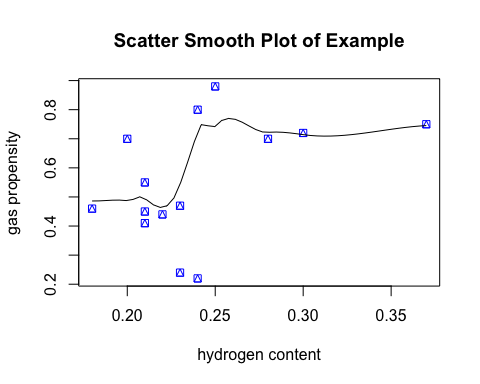 Scatter Smooth Plot of Example
gas propensity
0.8
0.6
0.4
0.2
0.20 0.25 0.30 0.35
hydrogen content